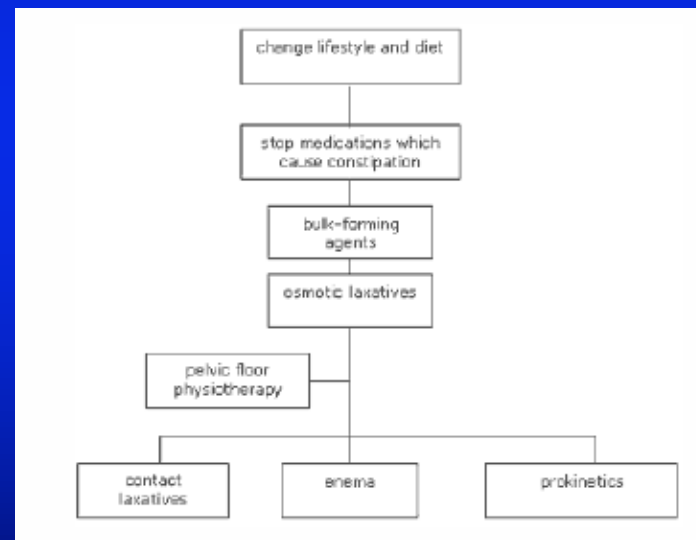 change lifestyle and diet
stop medications which
cause constipation
bulk-forming
agents
osmotic laxatives
pelvic floor
physiotherapy
contact
laxatives
enema
prokinetics